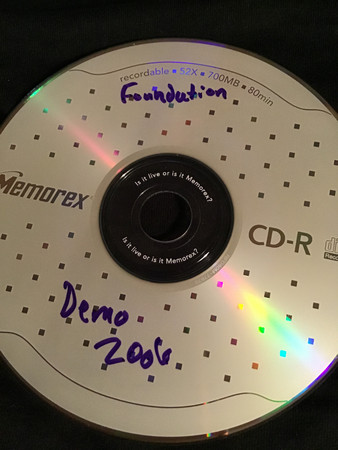 recordable ▪ 52X ▪ 700MB ▪ 80min
Foundation
Memorex
Is it live or is it Memorex?
CD-R
Is it live or is it Memorex?
Demo
2006